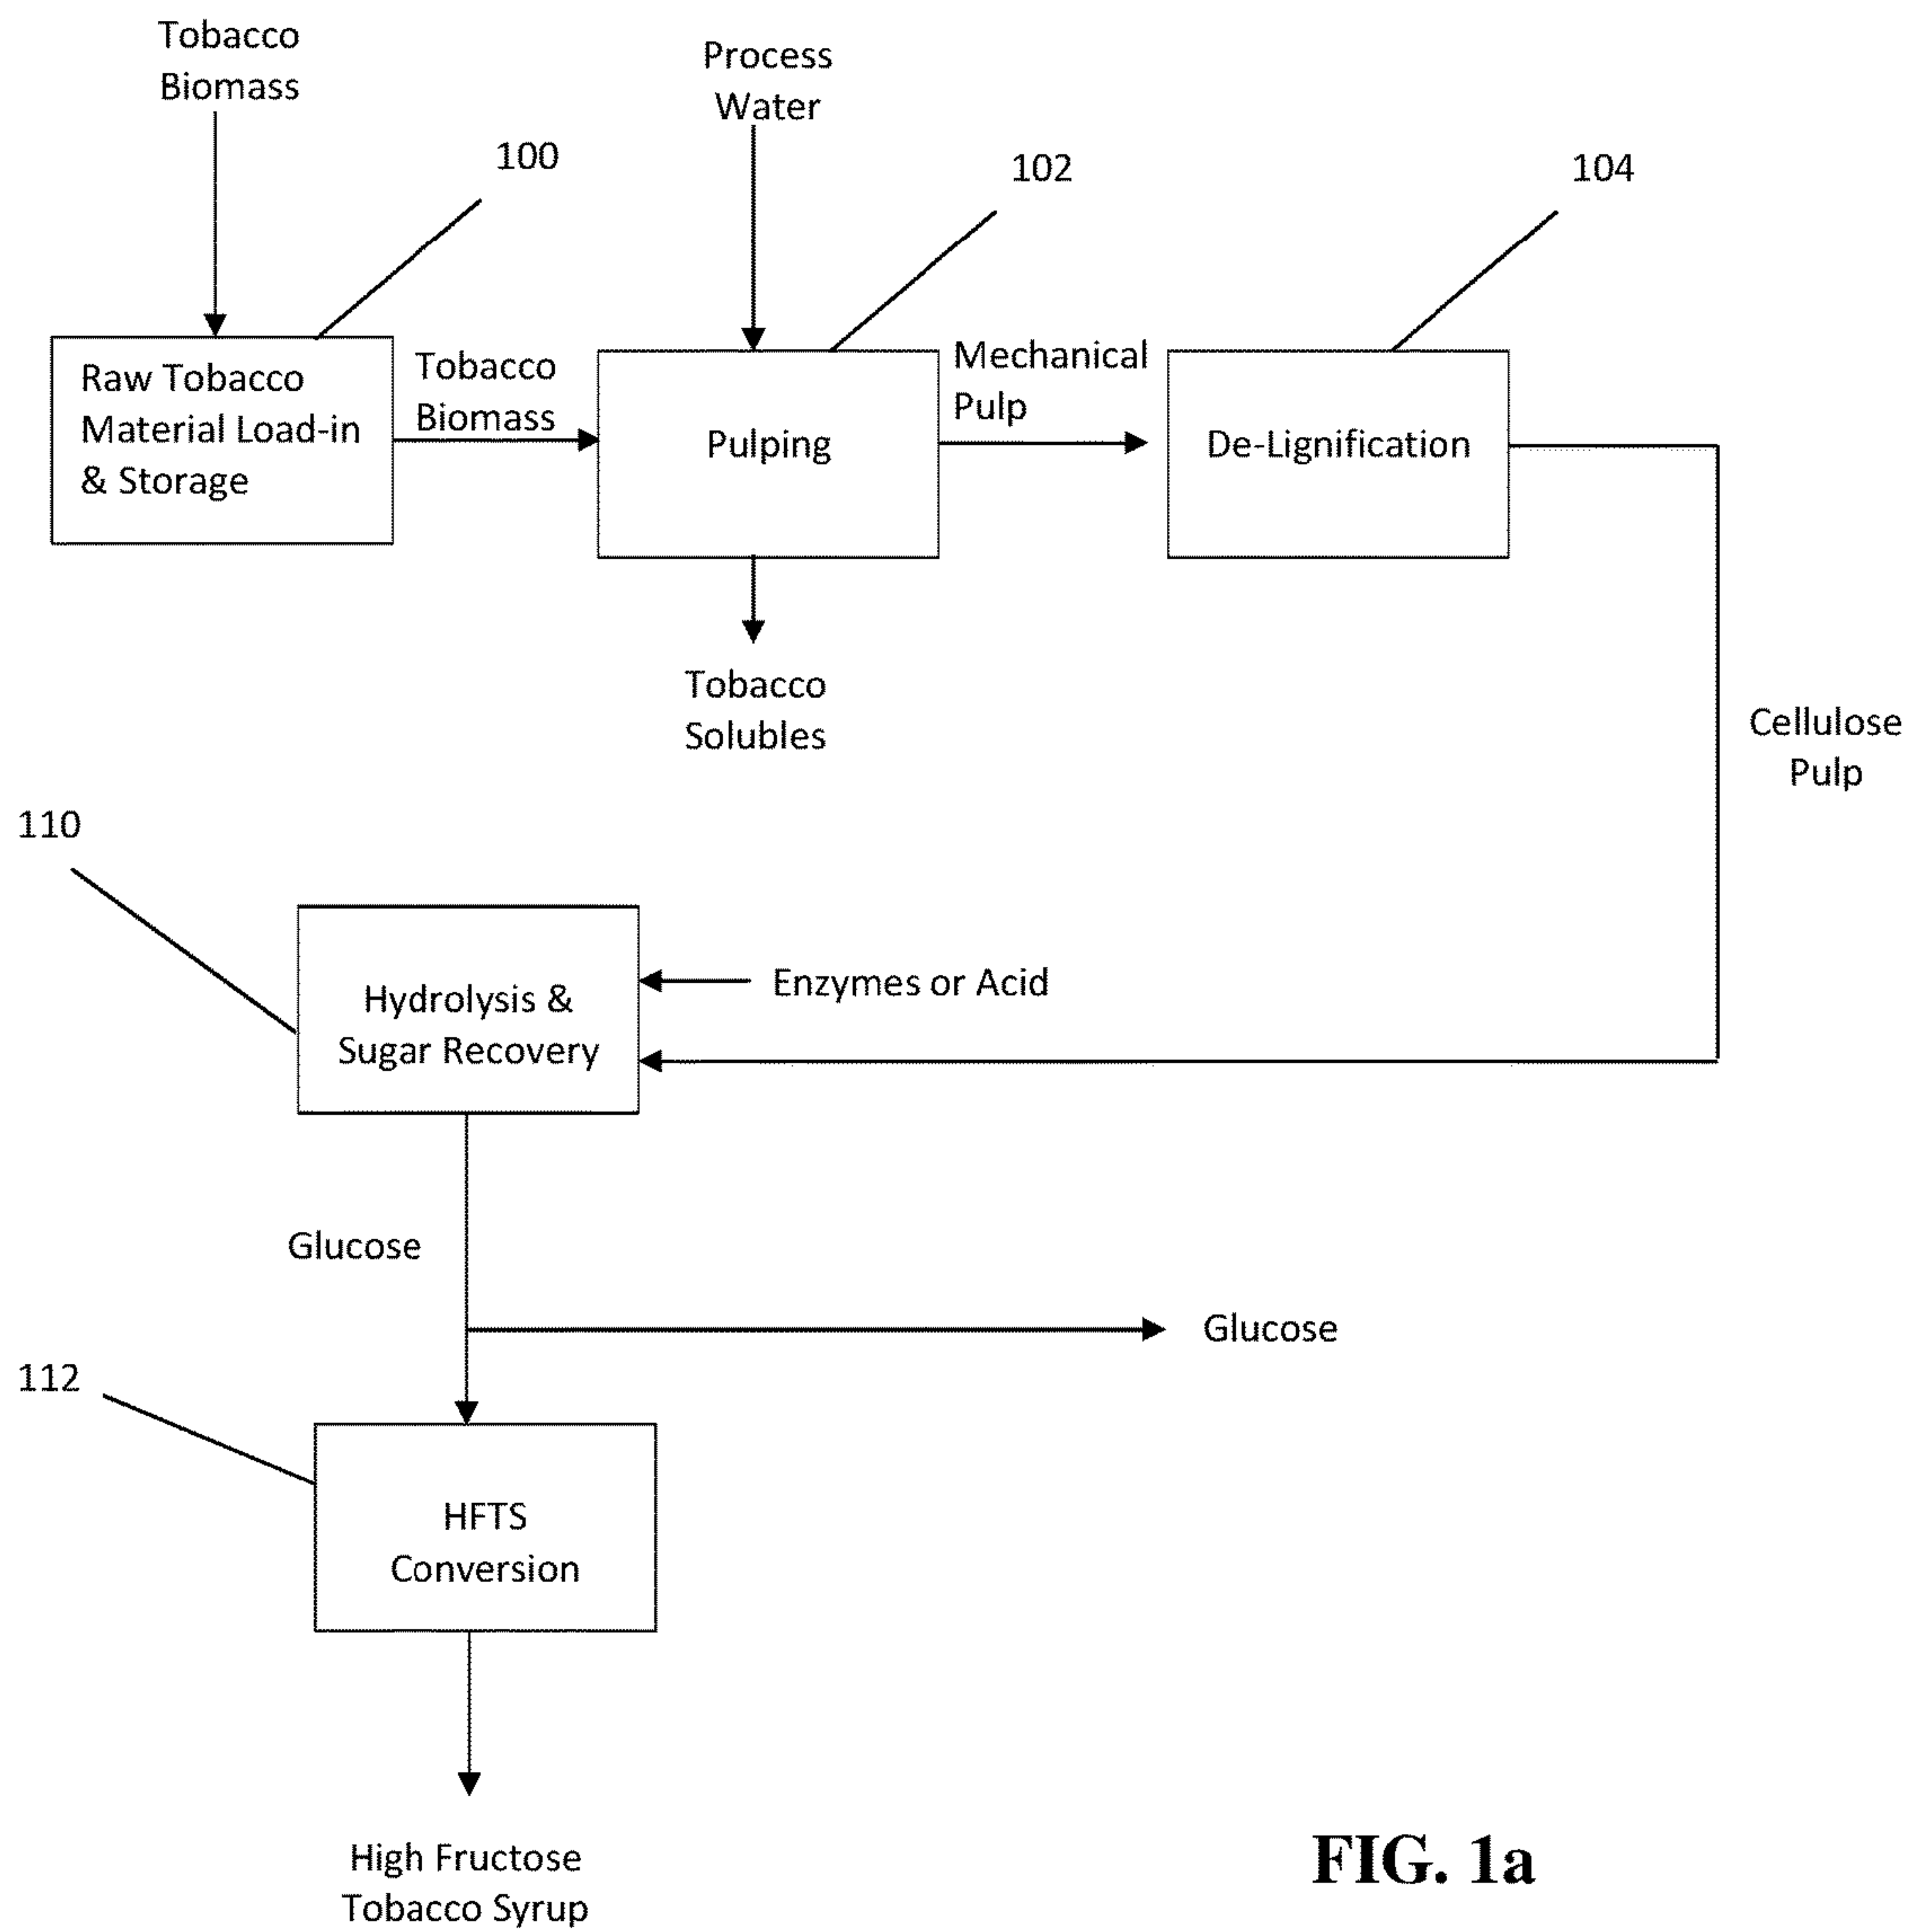 Tobacco
Biomass
Process
Water
100
102
104
Raw Tobacco
Material Load-in
& Storage
Tobacco
Biomass
Pulping
Mechanical
Pulp
De-Lignification
Tobacco
Solubles
Cellulose
Pulp
110
Hydrolysis &
Sugar Recovery
Enzymes or Acid
Glucose
Glucose
112
HFTS
Conversion
High Fructose
Tobacco Syrup
FIG. 1a